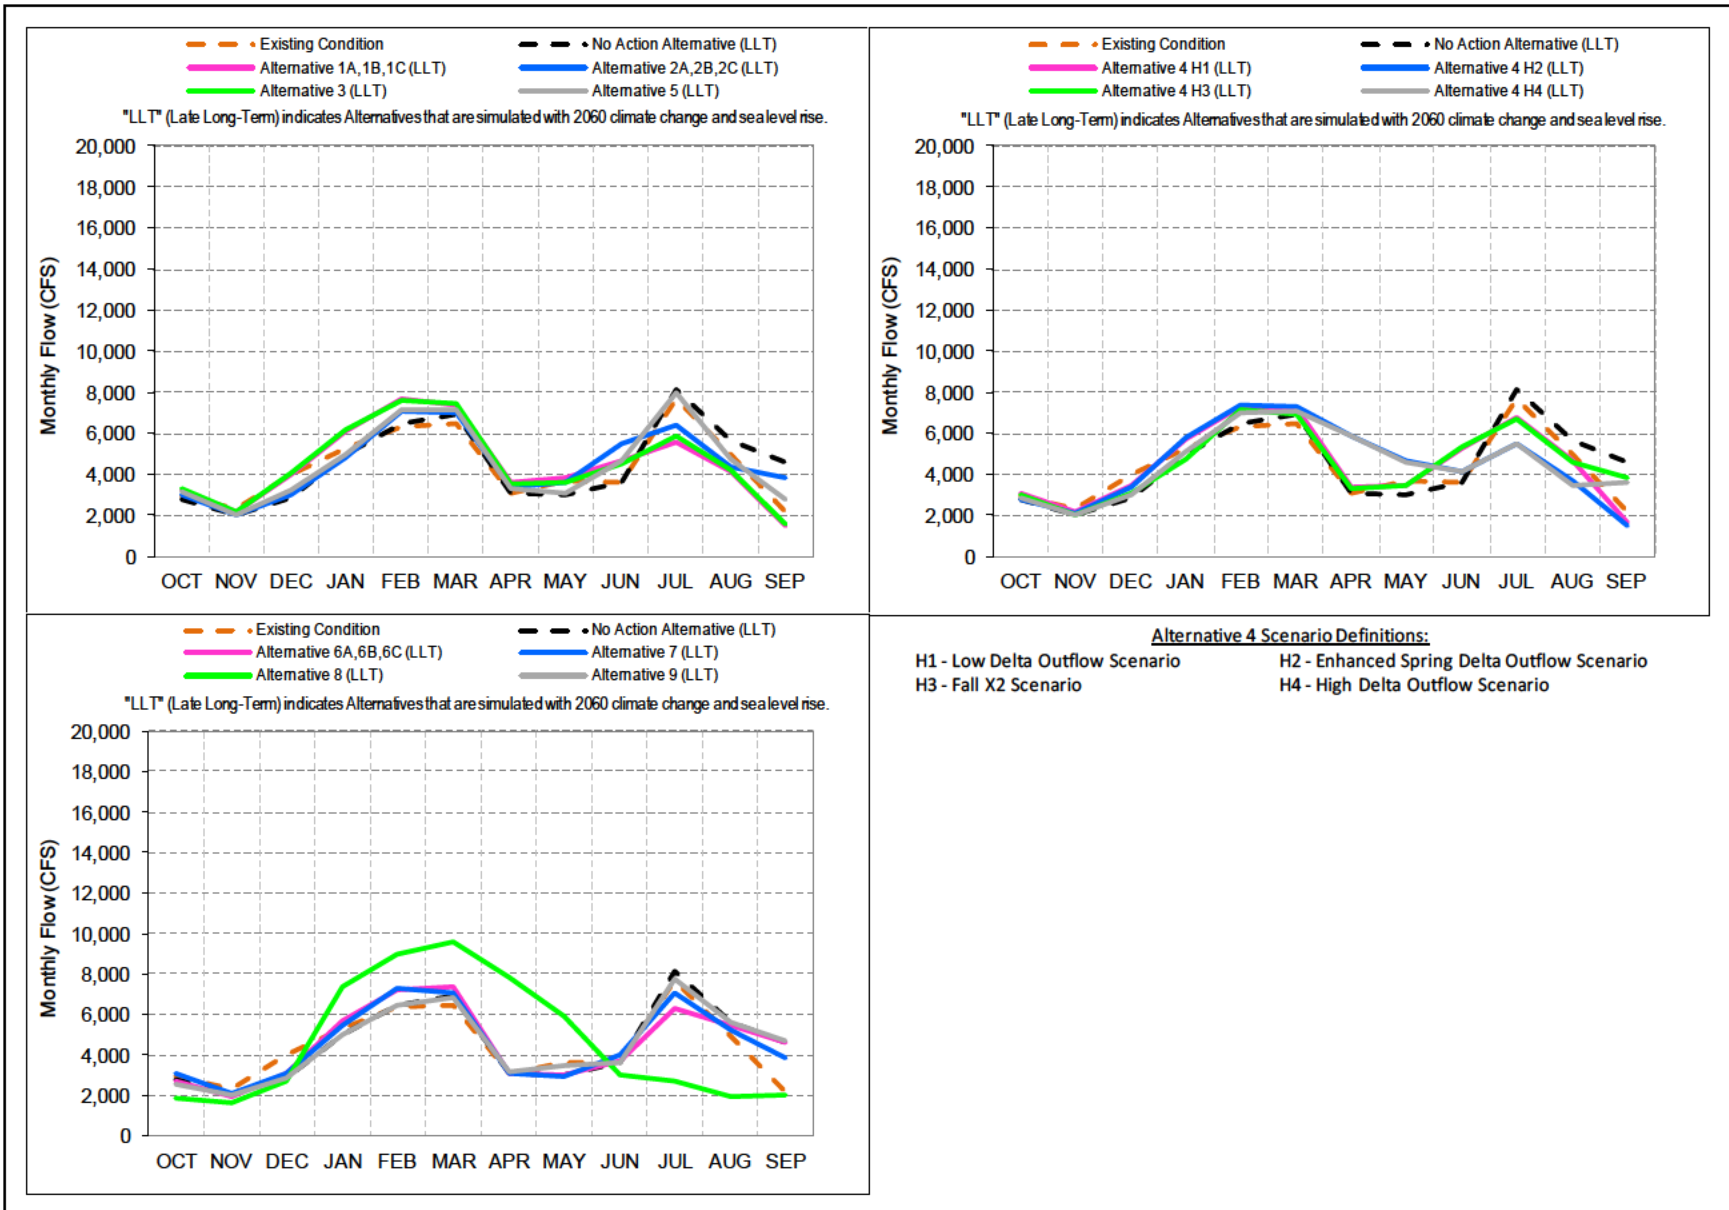 Existing Condition
No Action Alternative (LLT)
Alternative 1A,1B,1C (LLT)
Alternative 2A,2B,2C (LLT)
Alternative 3 (LLT)
Alternative 5 (LLT)
"LLT" (Late Long-Term) indicates Alternatives that are simulated with 2060 climate change and sea level rise.
Monthly Flow (CFS)
20,000
18,000
16,000
14,000
12,000
10,000
8,000
6,000
4,000
2,000
0
OCT NOV DEC JAN FEB MAR APR MAY JUN JUL AUG SEP
Existing Condition
No Action Alternative (LLT)
Alternative 4 H1 (LLT)
Alternative 4 H2 (LLT)
Alternative 4 H3 (LLT)
Alternative 4 H4 (LLT)
"LLT" (Late Long-Term) indicates Alternatives that are simulated with 2060 climate change and sea level rise.
Monthly Flow (CFS)
20,000
18,000
16,000
14,000
12,000
10,000
8,000
6,000
4,000
2,000
0
OCT NOV DEC JAN FEB MAR APR MAY JUN JUL AUG SEP
Existing Condition
No Action Alternative (LLT)
Alternative 6A,6B,6C (LLT)
Alternative 7 (LLT)
Alternative 8 (LLT)
Alternative 9 (LLT)
"LLT" (Late Long-Term) indicates Alternatives that are simulated with 2060 climate change and sea level rise.
Monthly Flow (CFS)
20,000
18,000
16,000
14,000
12,000
10,000
8,000
6,000
4,000
2,000
0
OCT NOV DEC JAN FEB MAR APR MAY JUN JUL AUG SEP
Alternative 4 Scenario Definitions:
H1 - Low Delta Outflow Scenario
H2 - Enhanced Spring Delta Outflow Scenario
H3 - Fall X2 Scenario
H4 - High Delta Outflow Scenario